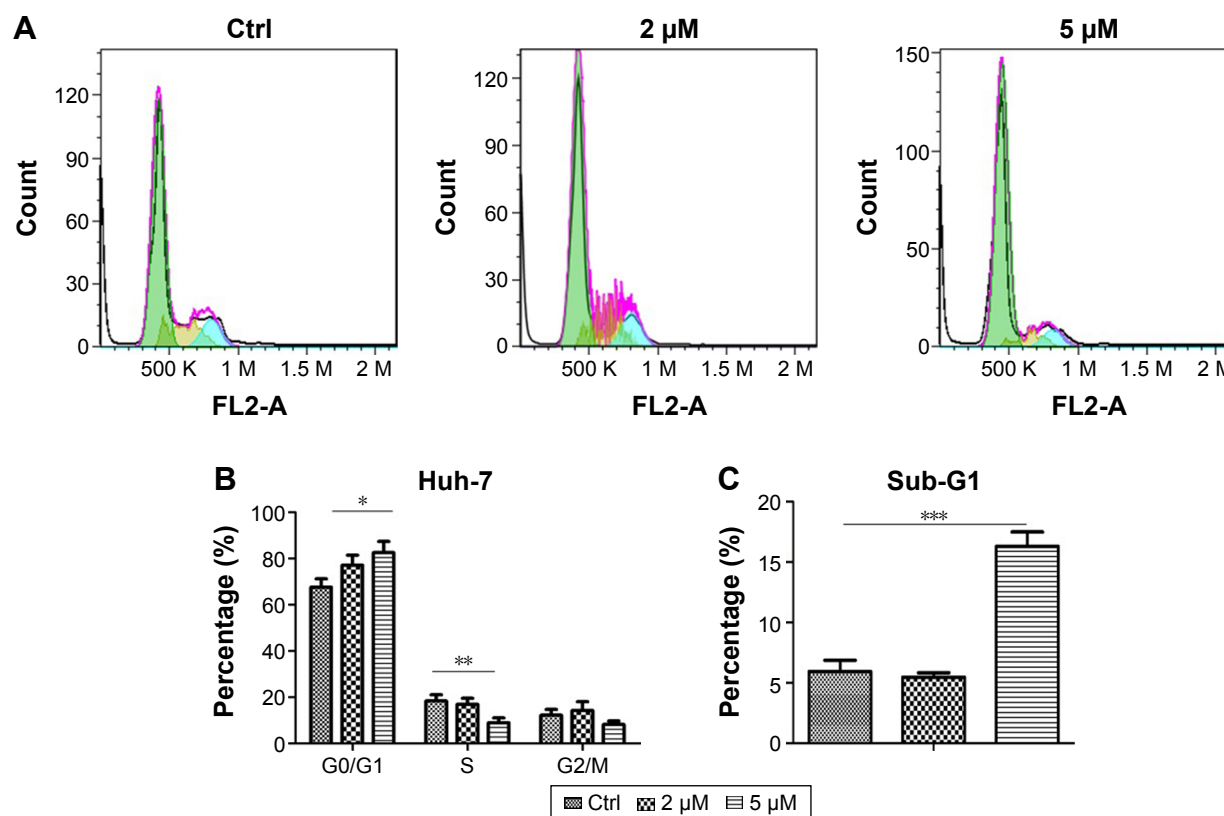 A
Ctrl
2 µM
5 µM
Count
120
90
60
30
0
500 K 1 M 1.5 M 2 M
FL2-A
Count
120
90
60
30
0
500 K 1 M 1.5 M 2 M
FL2-A
Count
150
100
50
0
500 K 1 M 1.5 M 2 M
FL2-A
B
Huh-7
Percentage (%)
100
80
60
40
20
0
*
**
G0/G1 S G2/M
C
Sub-G1
Percentage (%)
20
15
10
5
0
***
Ctrl 2 µM 5 µM